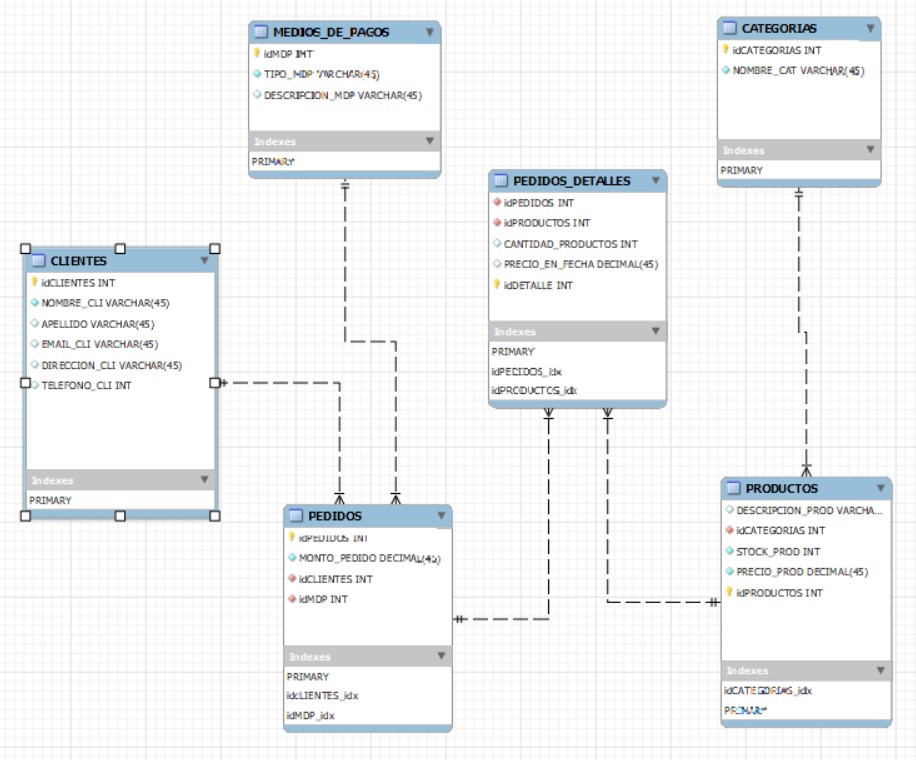 MEDIOS_DE_PAGOS
idMDP INT
TIPO_MDP VARCHAR(45)
DESCRIPCION_MDP VARCHAR(45)
Indexes
PRIMARY
CATEGORIAS
idCATEGORIAS INT
NOMBRE_CAT VARCHAR(45)
Indexes
PRIMARY
PEDIDOS_DETALLES
idPEDIDOS INT
idPRODUCTOS INT
CANTIDAD_PRODUCTOS INT
PRECIO_EN_FECHA DECIMAL(45)
idDETALLE INT
Indexes
PRIMARY
idPEDIDOS_idx
idPRODUCTOS_idx
CLIENTES
idCLIENTES INT
NOMBRE_CLI VARCHAR(45)
APELLIDO VARCHAR(45)
EMAIL_CLI VARCHAR(45)
DIRECCION_CLI VARCHAR(45)
TELEFONO_CLI INT
Indexes
PRIMARY
PEDIDOS
idPEDIDOS INT
MONTO_PEDIDO DECIMAL(45)
idCLIENTES INT
idMDP INT
Indexes
PRIMARY
idCLIENTES_idx
idMDP_idx
PRODUCTOS
DESCRIPCION_PROD VARCHA...
idCATEGORIAS INT
STOCK_PROD INT
PRECIO_PROD DECIMAL(45)
idPRODUCTOS INT
Indexes
idCATEGORIAS_idx
PRIMARY